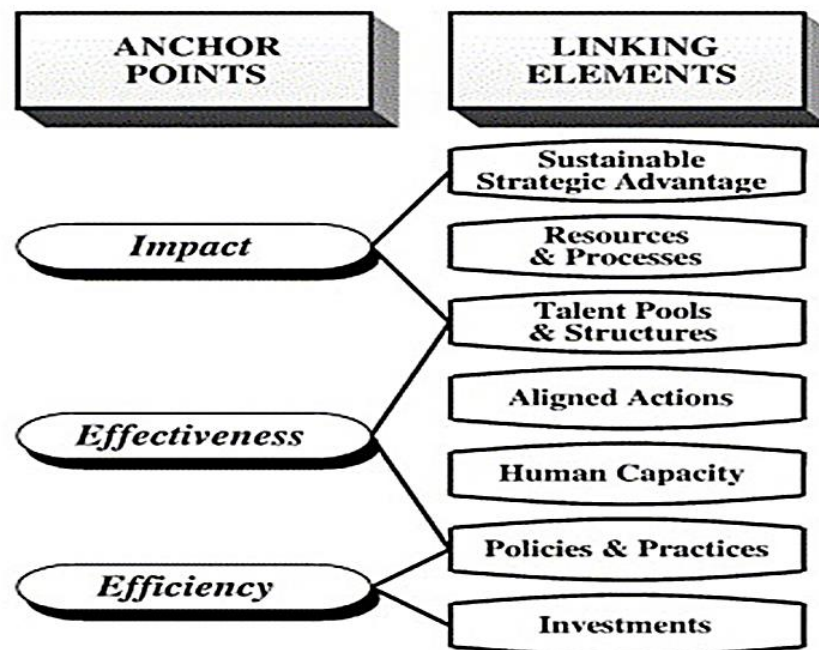 ANCHOR
POINTS
LINKING
ELEMENTS
Sustainable
Strategic Advantage
Impact
Resources
& Processes
Talent Pools
& Structures
Aligned Actions
Effectiveness
Human Capacity
Policies & Practices
Efficiency
Investments